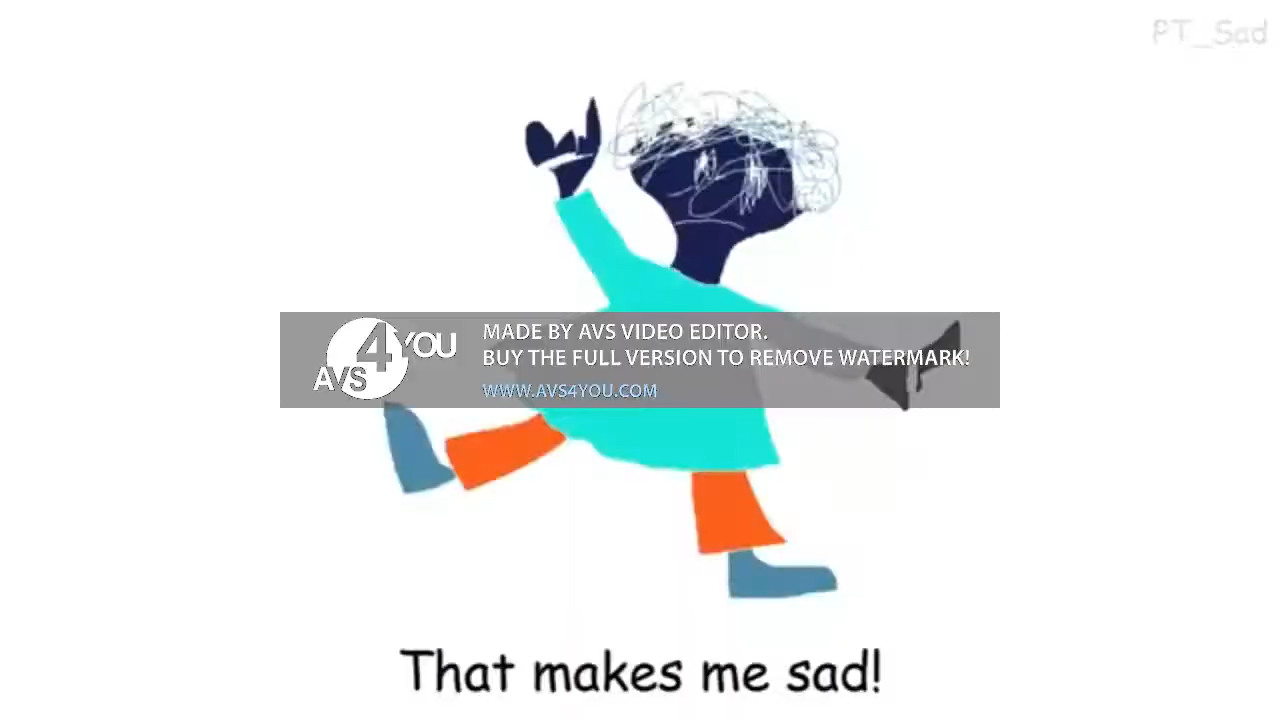 PT_Sad
AVS4YOU
MADE BY AVS VIDEO EDITOR.
BUY THE FULL VERSION TO REMOVE WATERMARK!
WWW.AVS4YOU.COM
That makes me sad!